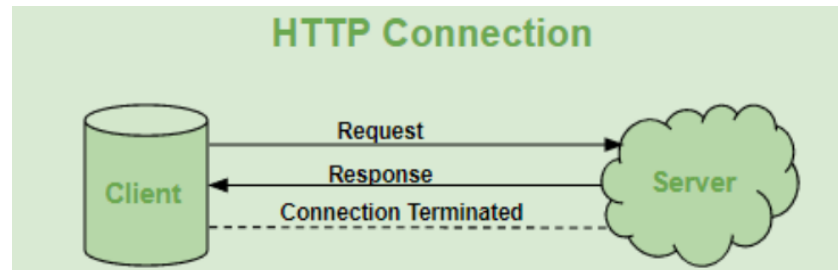 HTTP Connection
Request
Response
Client
Server
Connection Terminated